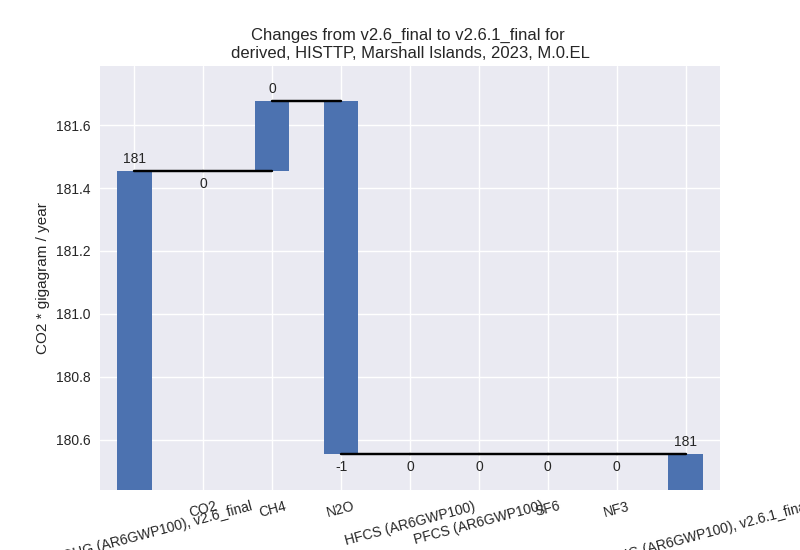 Changes from v2.6_final to v2.6.1_final for
derived, HISTTP, Marshall Islands, 2023, M.0.EL
CO2 * gigagram / year
181.6
181.4
181.2
181.0
180.8
180.6
181
0
0
-1
0
0
0
0
181
(AR6GWP100), v2.6_final
CO2
CH4
N2O
HFCS (AR6GWP100)
PFCS (AR6GWP100)
SF6
NF3
(AR6GWP100), v2.6.1